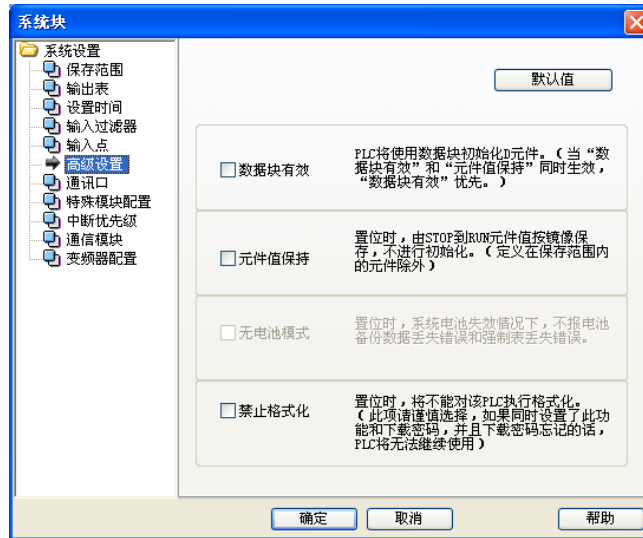 系统块
系统设置
保存范围
输出表
设置时间
输入过滤器
输入点
高级设置
通讯口
特殊模块配置
中断优先级
通信模块
变频器配置
默认值
数据块有效
PLC将使用数据块初始化D元件。(当“数
据块有效”和“元件值保持”同时生效，
“数据块有效”优先。)
元件值保持
置位时，由STOP到RUN元件值按镜像保
存，不进行初始化。(定义在保存范围内
的元件除外)
无电池模式
置位时，系统电池失效情况下，不报电池
备份数据丢失错误和强制表丢失错误。
禁止格式化
置位时，将不能对该PLC执行格式化。
(此项请谨慎选择，如果同时设置了此功
能和下载密码，并且下载密码忘记的话，
PLC将无法继续使用)
确定
取消
帮助